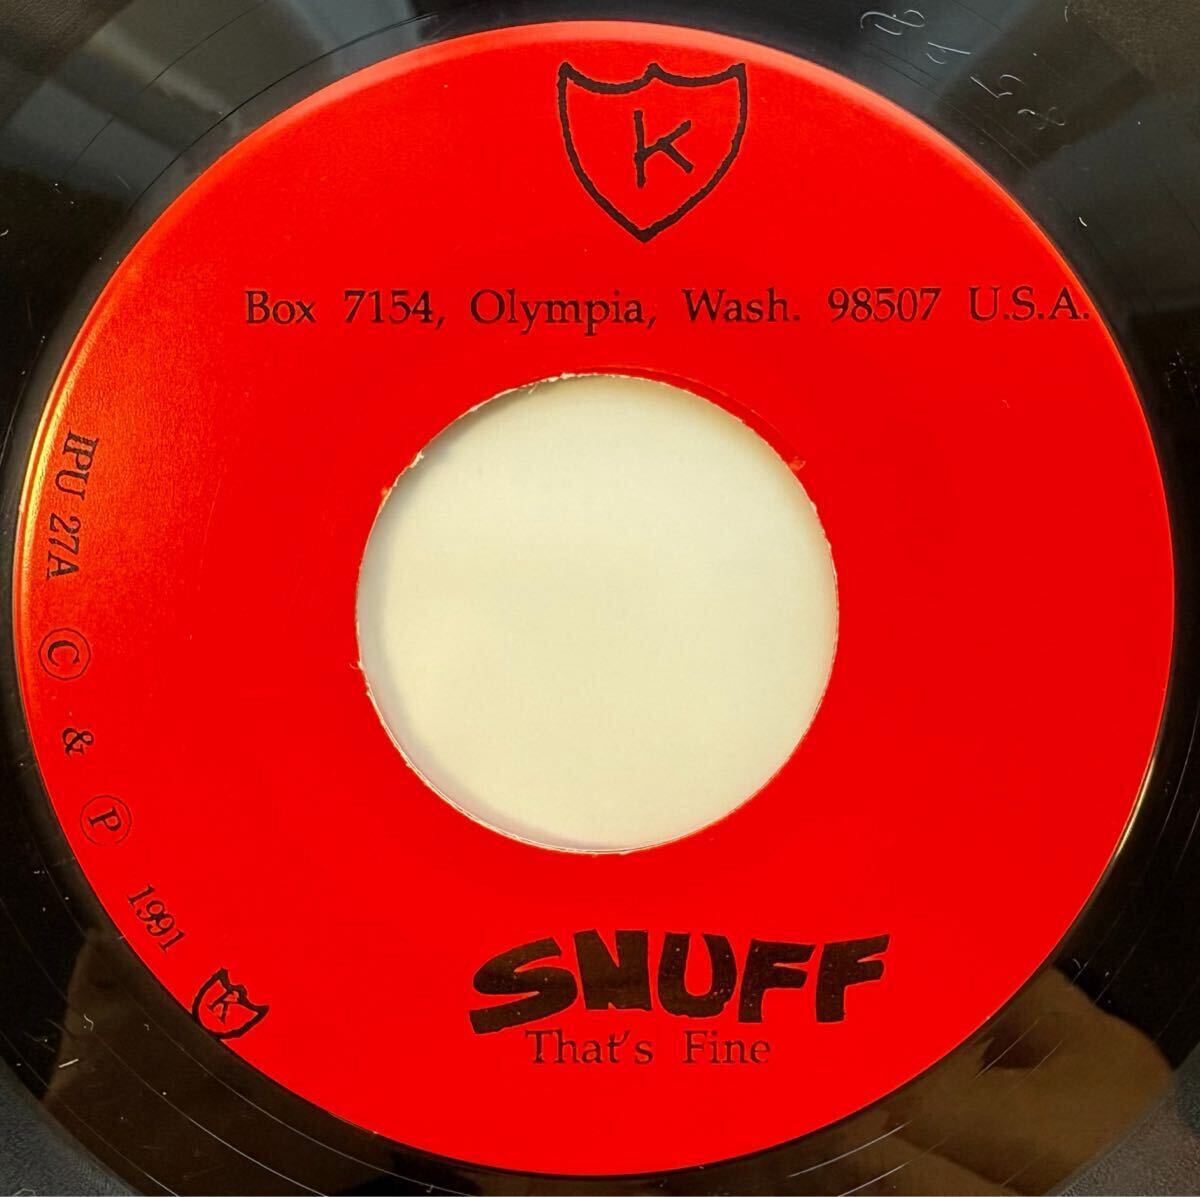 K
Box 7154, Olympia, Wash. 98507 U.S.A.
IPU 27A Ⓒ & Ⓟ 1991 K
SNUFF
That's Fine